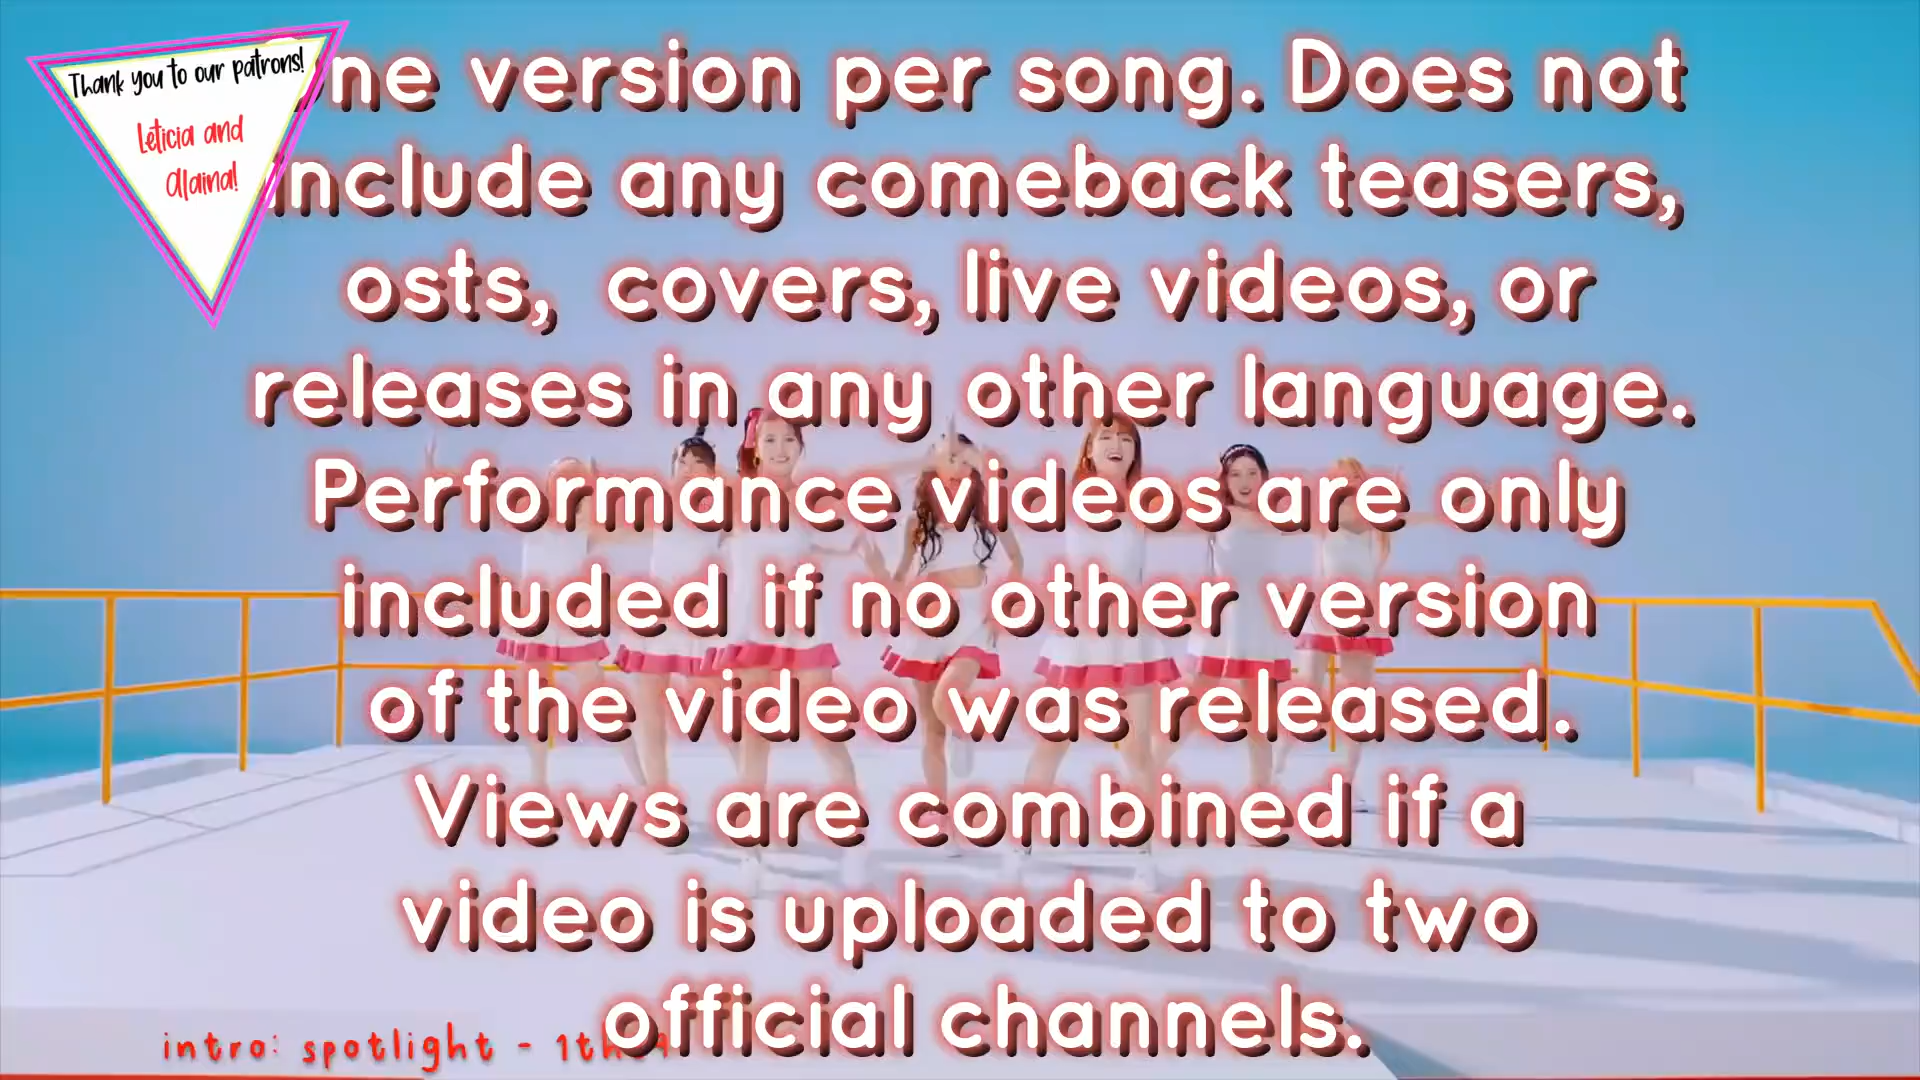 Thank you to our patrons!
Leticia and
Alaina!
ne version per song. Does not
include any comeback teasers,
osts, covers, live videos, or
releases in any other language.
Performance videos are only
included if no other version
of the video was released.
Views are combined if a
video is uploaded to two
official channels.
intro: spotlight -